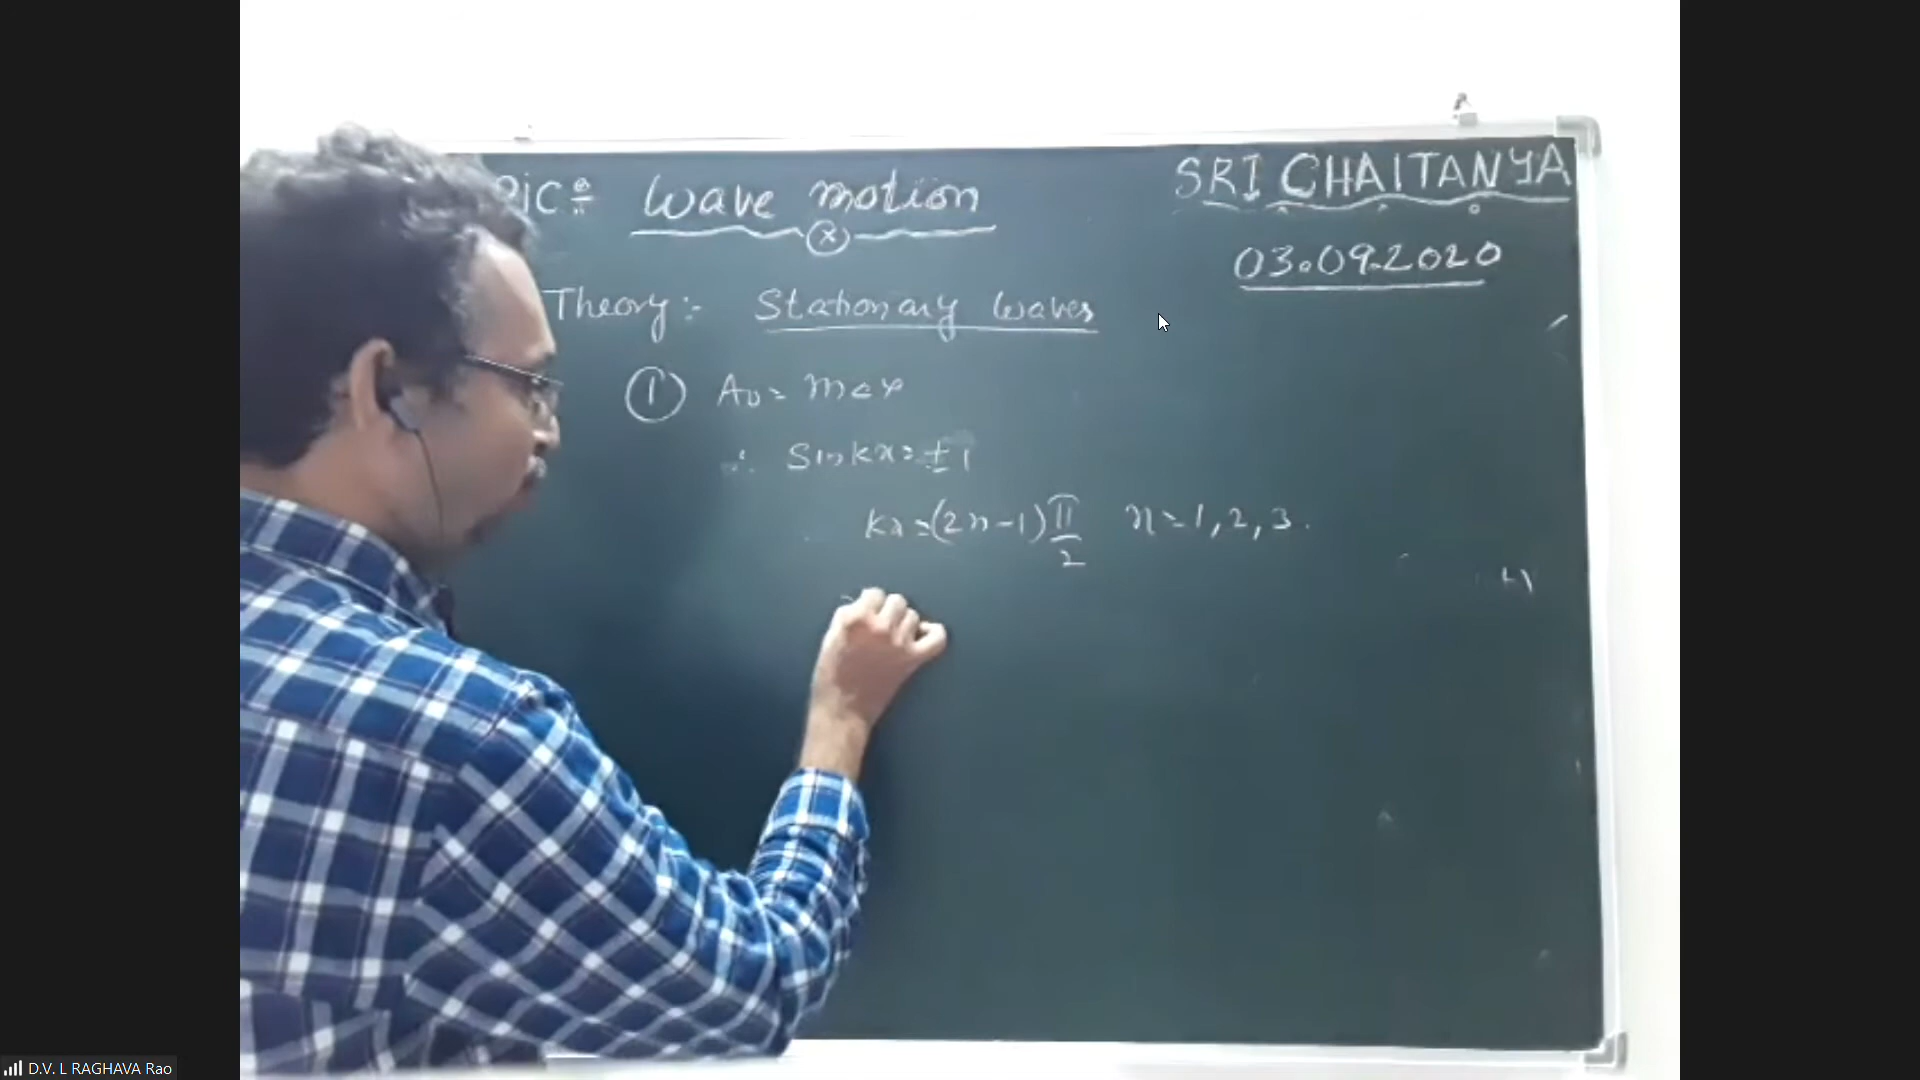 pic:- Wave motion
SRI CHAITANYA
03.09.2020
Theory:- Stationary waves
① A₀ = max
∴ Sin kx = ±1
kx = (2n-1)π/2 n = 1, 2, 3.
D.V. L RAGHAVA Rao